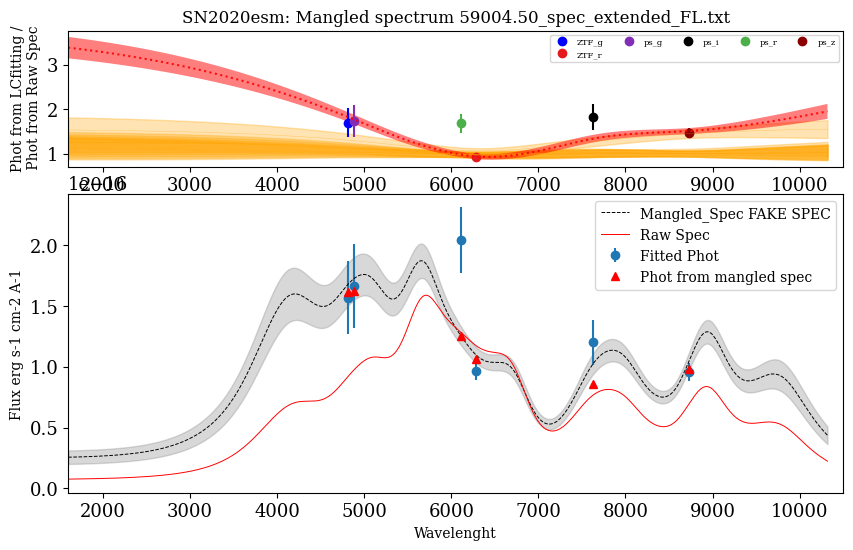 SN2020esm: Mangled spectrum 59004.50_spec_extended_FL.txt
Phot from LCfitting /
Phot from Raw Spec
3
2
1
ZTF_g
ZTF_r
ps_g
ps_i
ps_r
ps_z
2000 3000 4000 5000 6000 7000 8000 9000 10000
1e−16
Flux erg s-1 cm-2 A-1
2.0
1.5
1.0
0.5
0.0
Mangled_Spec FAKE SPEC
Raw Spec
Fitted Phot
Phot from mangled spec
2000 3000 4000 5000 6000 7000 8000 9000 10000
Wavelenght